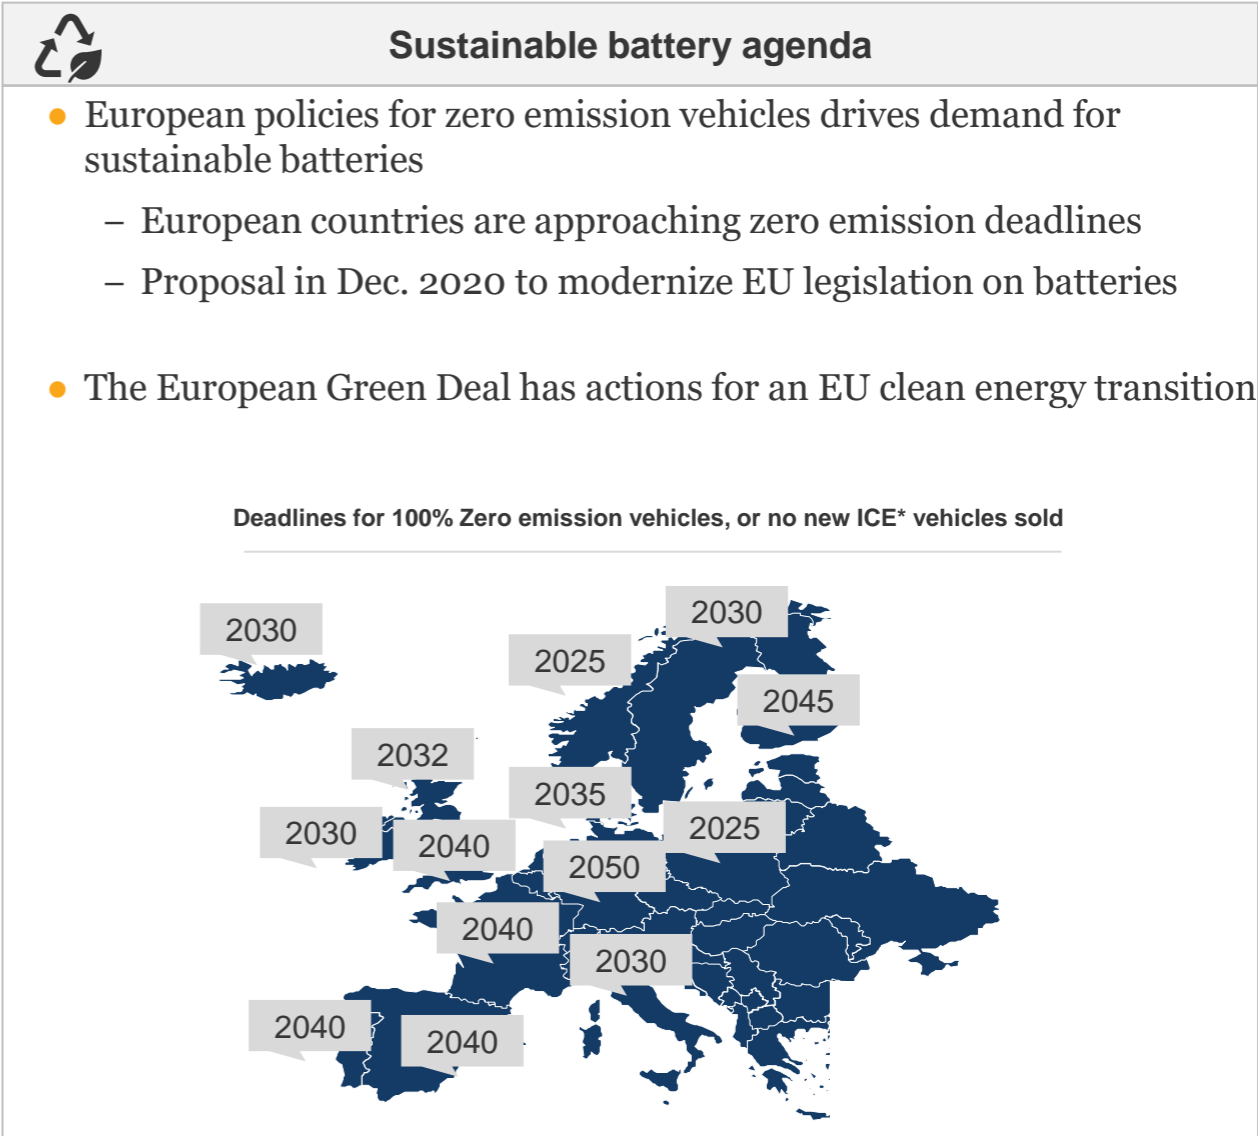 Sustainable battery agenda
● European policies for zero emission vehicles drives demand for
sustainable batteries
– European countries are approaching zero emission deadlines
– Proposal in Dec. 2020 to modernize EU legislation on batteries
● The European Green Deal has actions for an EU clean energy transition
Deadlines for 100% Zero emission vehicles, or no new ICE* vehicles sold
2030
2030
2025
2045
2032
2035
2025
2030
2040
2050
2040
2030
2040
2040